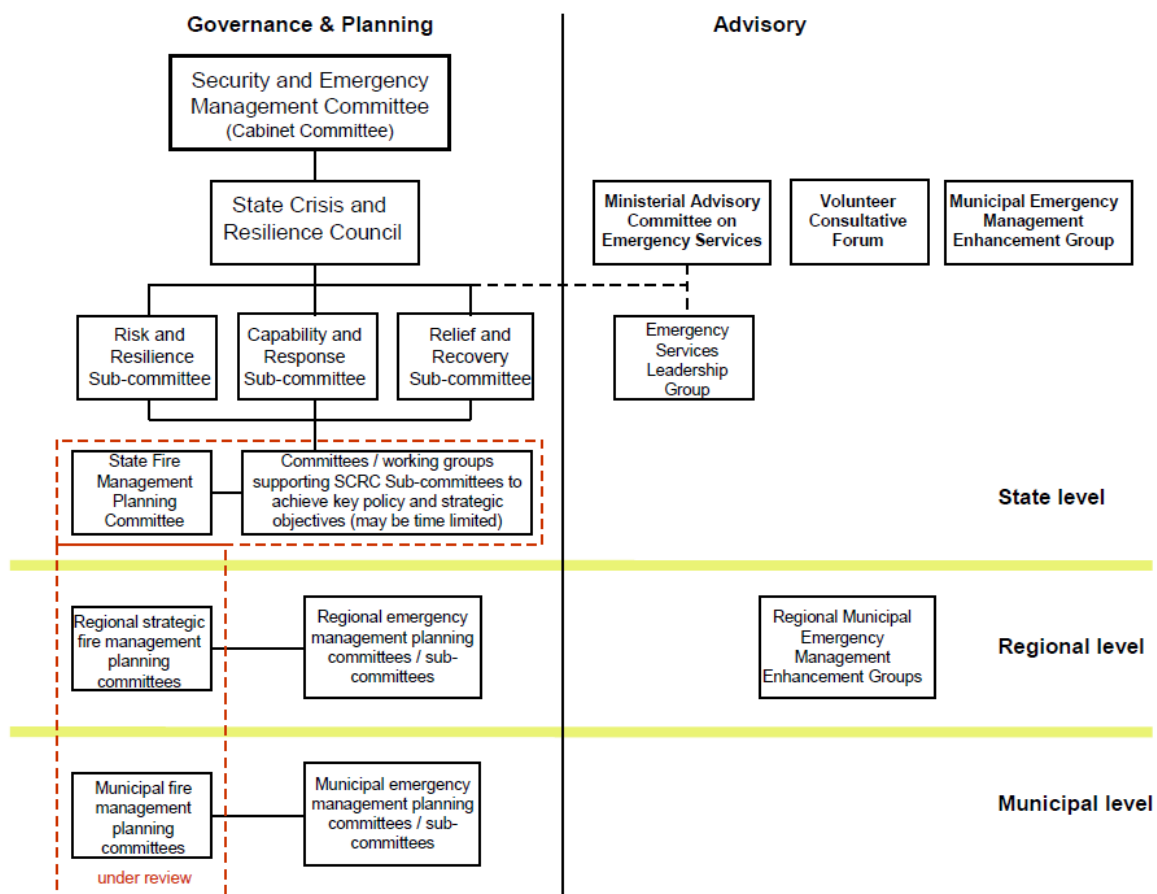 Governance & Planning
Advisory
Security and Emergency
Management Committee
(Cabinet Committee)
State Crisis and
Resilience Council
Ministerial Advisory
Committee on
Emergency Services
Volunteer
Consultative
Forum
Municipal Emergency
Management
Enhancement Group
Risk and
Resilience
Sub-committee
Capability and
Response
Sub-committee
Relief and
Recovery
Sub-committee
Emergency
Services
Leadership
Group
State Fire
Management
Planning
Committee
Committees / working groups
supporting SCRC Sub-committees to
achieve key policy and strategic
objectives (may be time limited)
State level
Regional strategic
fire management
planning
committees
Regional emergency
management planning
committees / sub-
committees
Regional Municipal
Emergency
Management
Enhancement Groups
Regional level
Municipal fire
management
planning
committees
Municipal emergency
management planning
committees / sub-
committees
Municipal level
under review